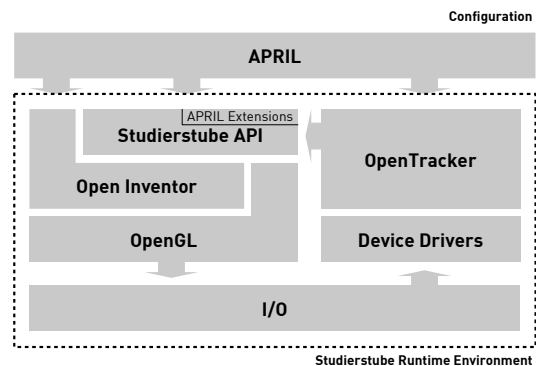 Configuration
APRIL
APRIL Extensions
Studierstube API
OpenTracker
Open Inventor
OpenGL
Device Drivers
I/O
Studierstube Runtime Environment